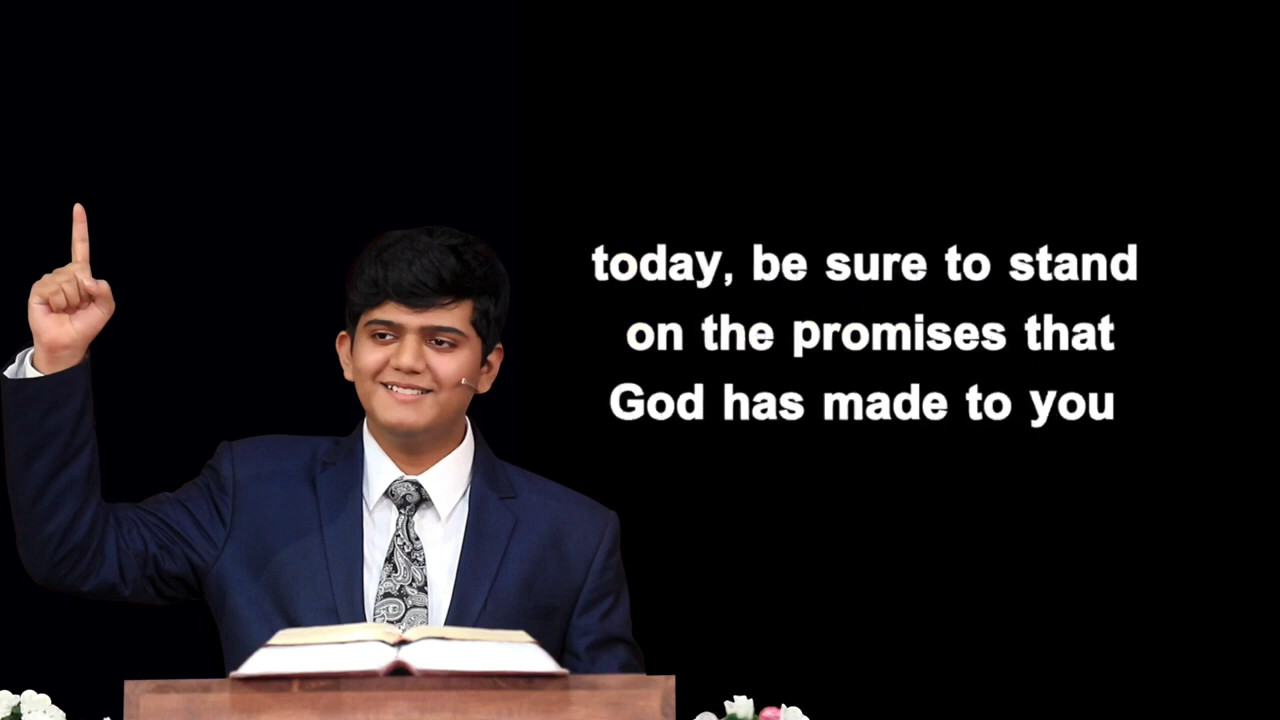 today, be sure to stand
on the promises that
God has made to you